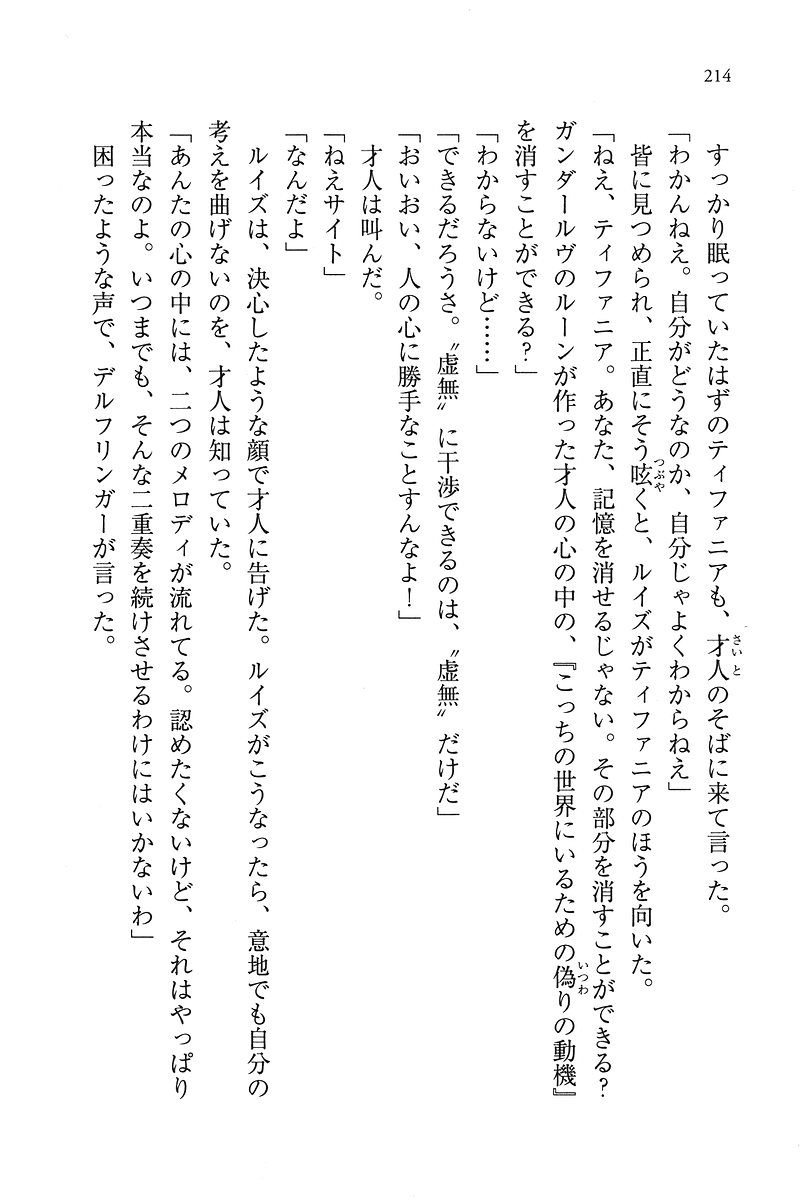 214
　すっかり眠っていたはずのティファニアも、才人のそばに来て言った。
「わかんねえ。自分がどうなのか、自分じゃよくわからねえ」
　皆に見つめられ、正直にそう呟くと、ルイズがティファニアのほうを向いた。
「ねえ、ティファニア。あなた、記憶を消せるじゃない。その部分を消すことができる？
ガンダールヴのルーンが作った才人の心の中の、『こっちの世界にいるための偽りの動機』
を消すことができる？」
「わからないけど……」
「できるだろうさ。〝虚無〟に干渉できるのは、〝虚無〟だけだ」
「おいおい、人の心に勝手なことすんなよ！」
　才人は叫んだ。
「ねえサイト」
「なんだよ」
　ルイズは、決心したような顔で才人に告げた。ルイズがこうなったら、意地でも自分の
考えを曲げないのを、才人は知っていた。
「あんたの心の中には、二つのメロディが流れてる。認めたくないけど、それはやっぱり
本当なのよ。いつまでも、そんな二重奏を続けさせるわけにはいかないわ」
　困ったような声で、デルフリンガーが言った。